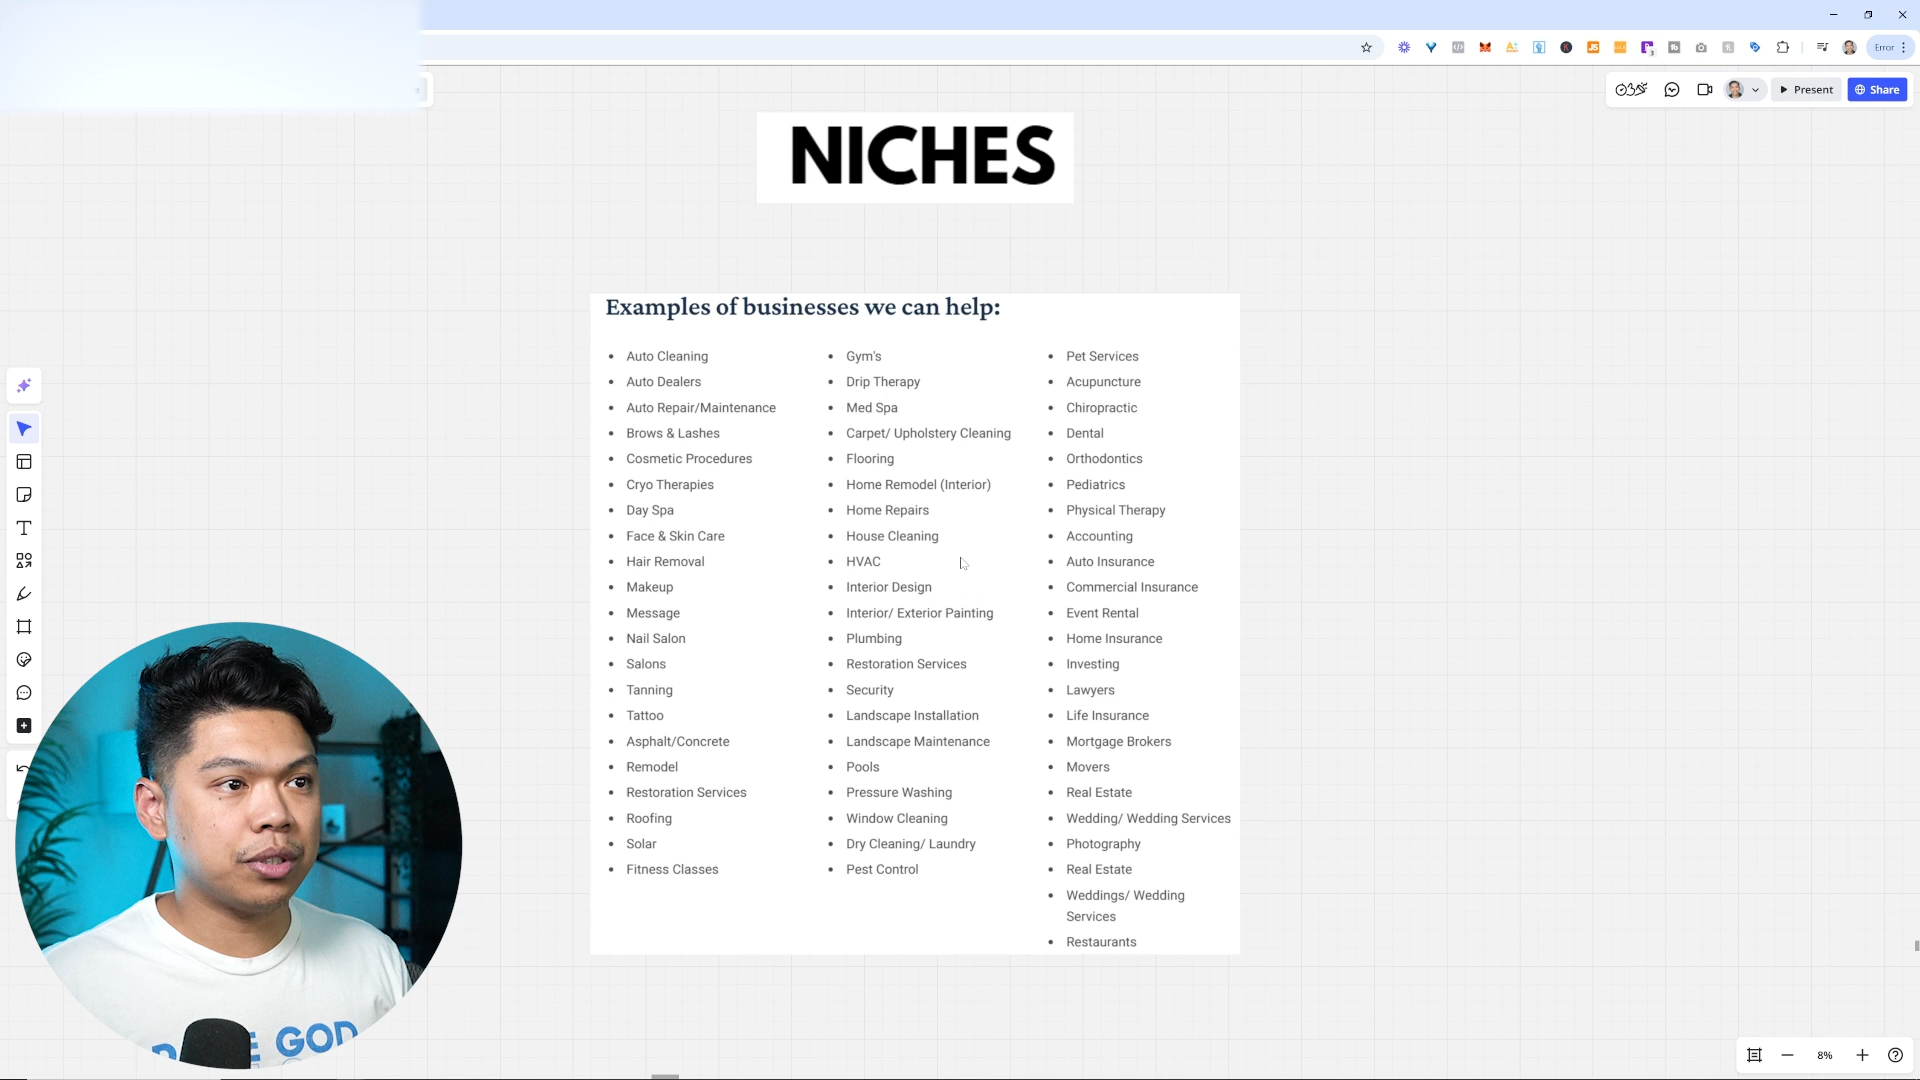 Error
Present
Share
NICHES
Examples of businesses we can help:
Auto Cleaning
Auto Dealers
Auto Repair/Maintenance
Brows & Lashes
Cosmetic Procedures
Cryo Therapies
Day Spa
Face & Skin Care
Hair Removal
Makeup
Message
Nail Salon
Salons
Tanning
Tattoo
Asphalt/Concrete
Remodel
Restoration Services
Roofing
Solar
Fitness Classes
Gym's
Drip Therapy
Med Spa
Carpet/ Upholstery Cleaning
Flooring
Home Remodel (Interior)
Home Repairs
House Cleaning
HVAC
Interior Design
Interior/ Exterior Painting
Plumbing
Restoration Services
Security
Landscape Installation
Landscape Maintenance
Pools
Pressure Washing
Window Cleaning
Dry Cleaning/ Laundry
Pest Control
Pet Services
Acupuncture
Chiropractic
Dental
Orthodontics
Pediatrics
Physical Therapy
Accounting
Auto Insurance
Commercial Insurance
Event Rental
Home Insurance
Investing
Lawyers
Life Insurance
Mortgage Brokers
Movers
Real Estate
Wedding/ Wedding Services
Photography
Real Estate
Weddings/ Wedding
Services
Restaurants
GOD
8%